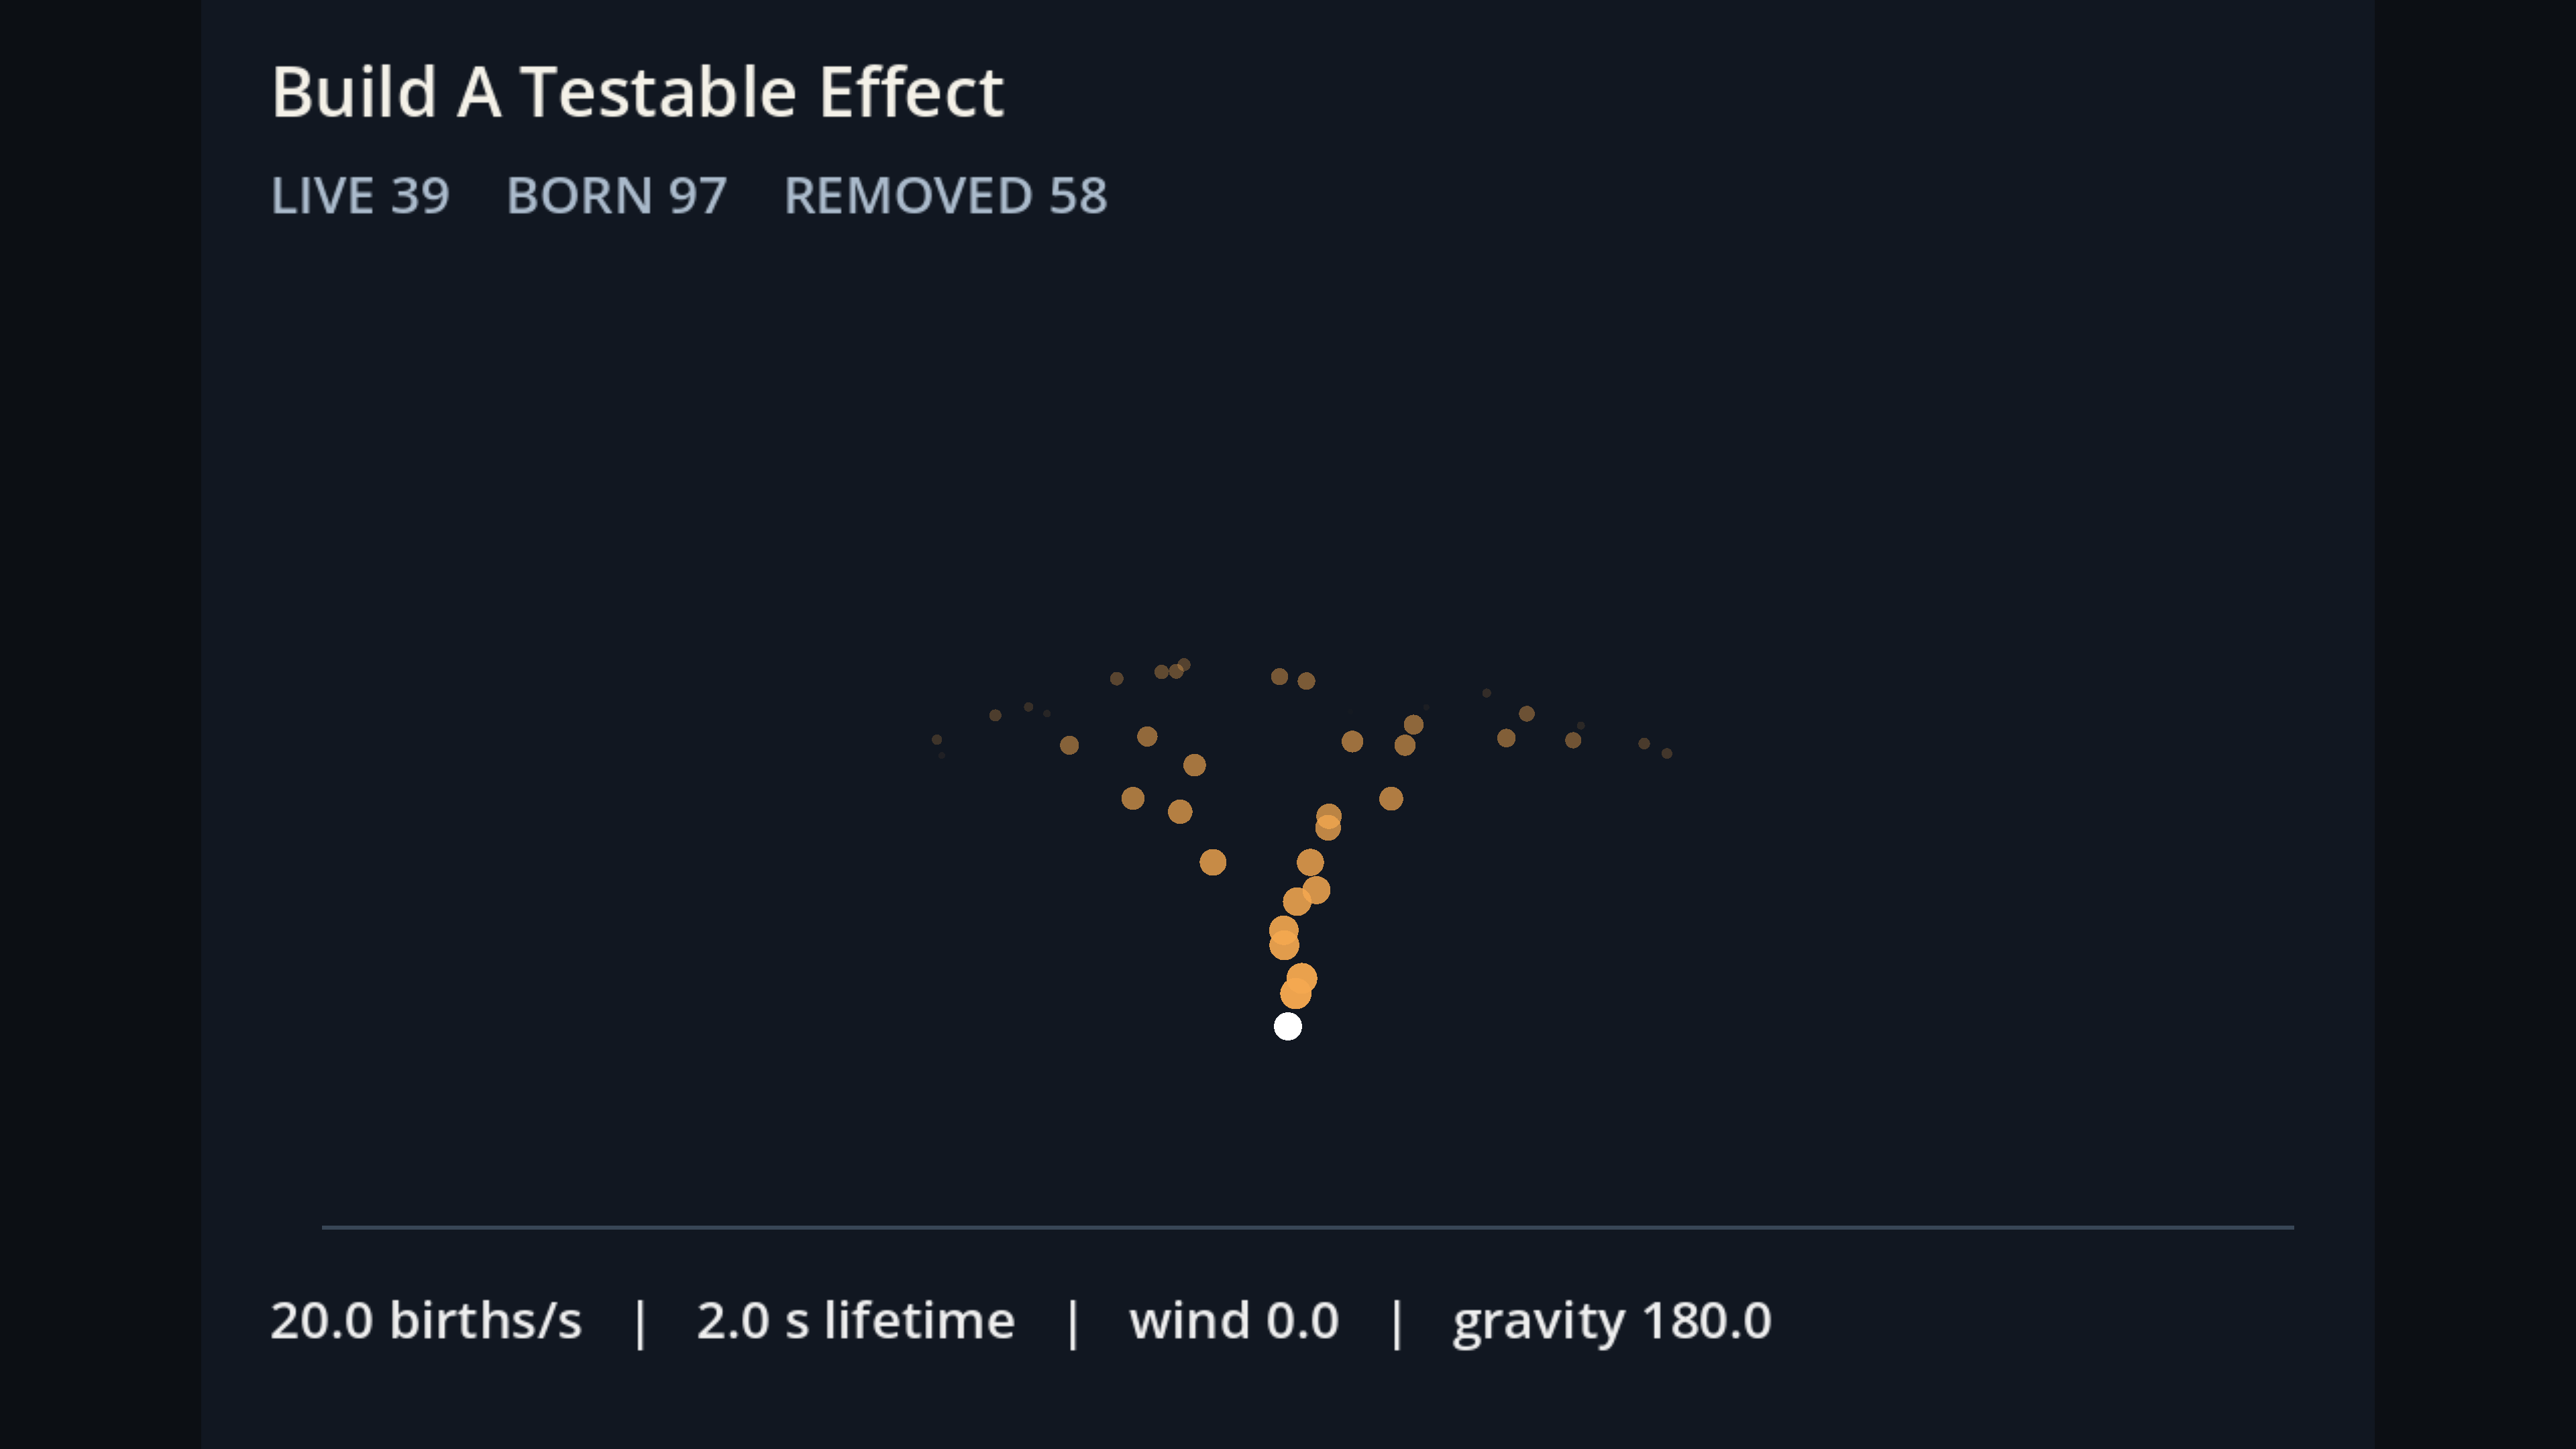 Build A Testable Effect
LIVE 39 BORN 97 REMOVED 58
20.0 births/s | 2.0 s lifetime | wind 0.0 | gravity 180.0